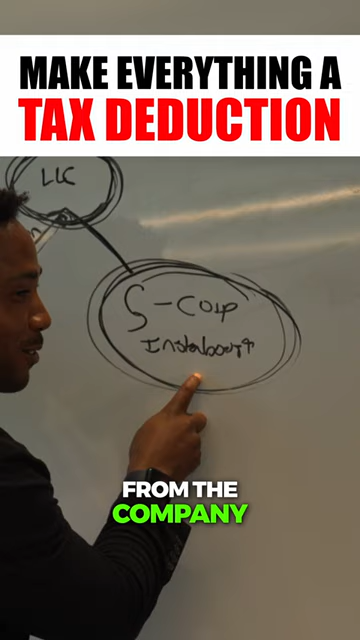 MAKE EVERYTHING A
TAX DEDUCTION
LLC
S-Corp
FROM THE
COMPANY